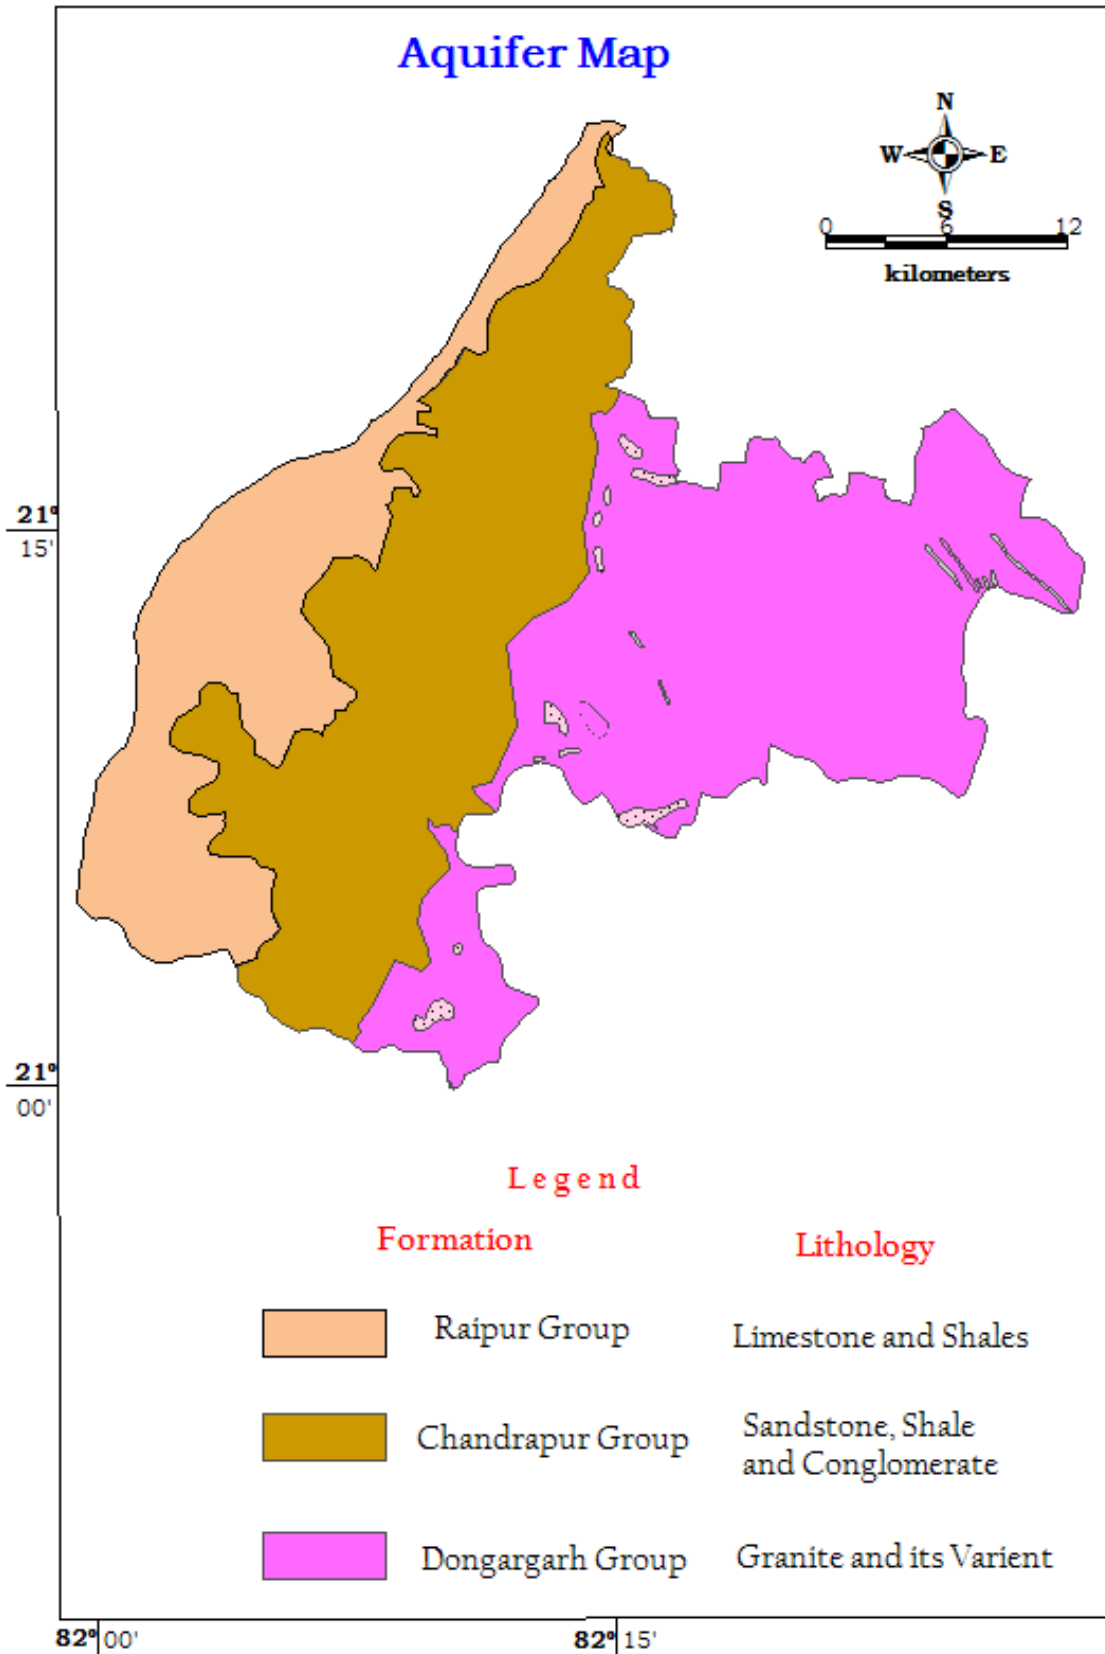 Aquifer Map
N
W E
S
0 6 12
kilometers
21°
15'
21°
00'
Legend
Formation Lithology
Raipur Group Limestone and Shales
Chandrapur Group Sandstone, Shale
and Conglomerate
Dongargarh Group Granite and its Varient
82° 00' 82° 15'